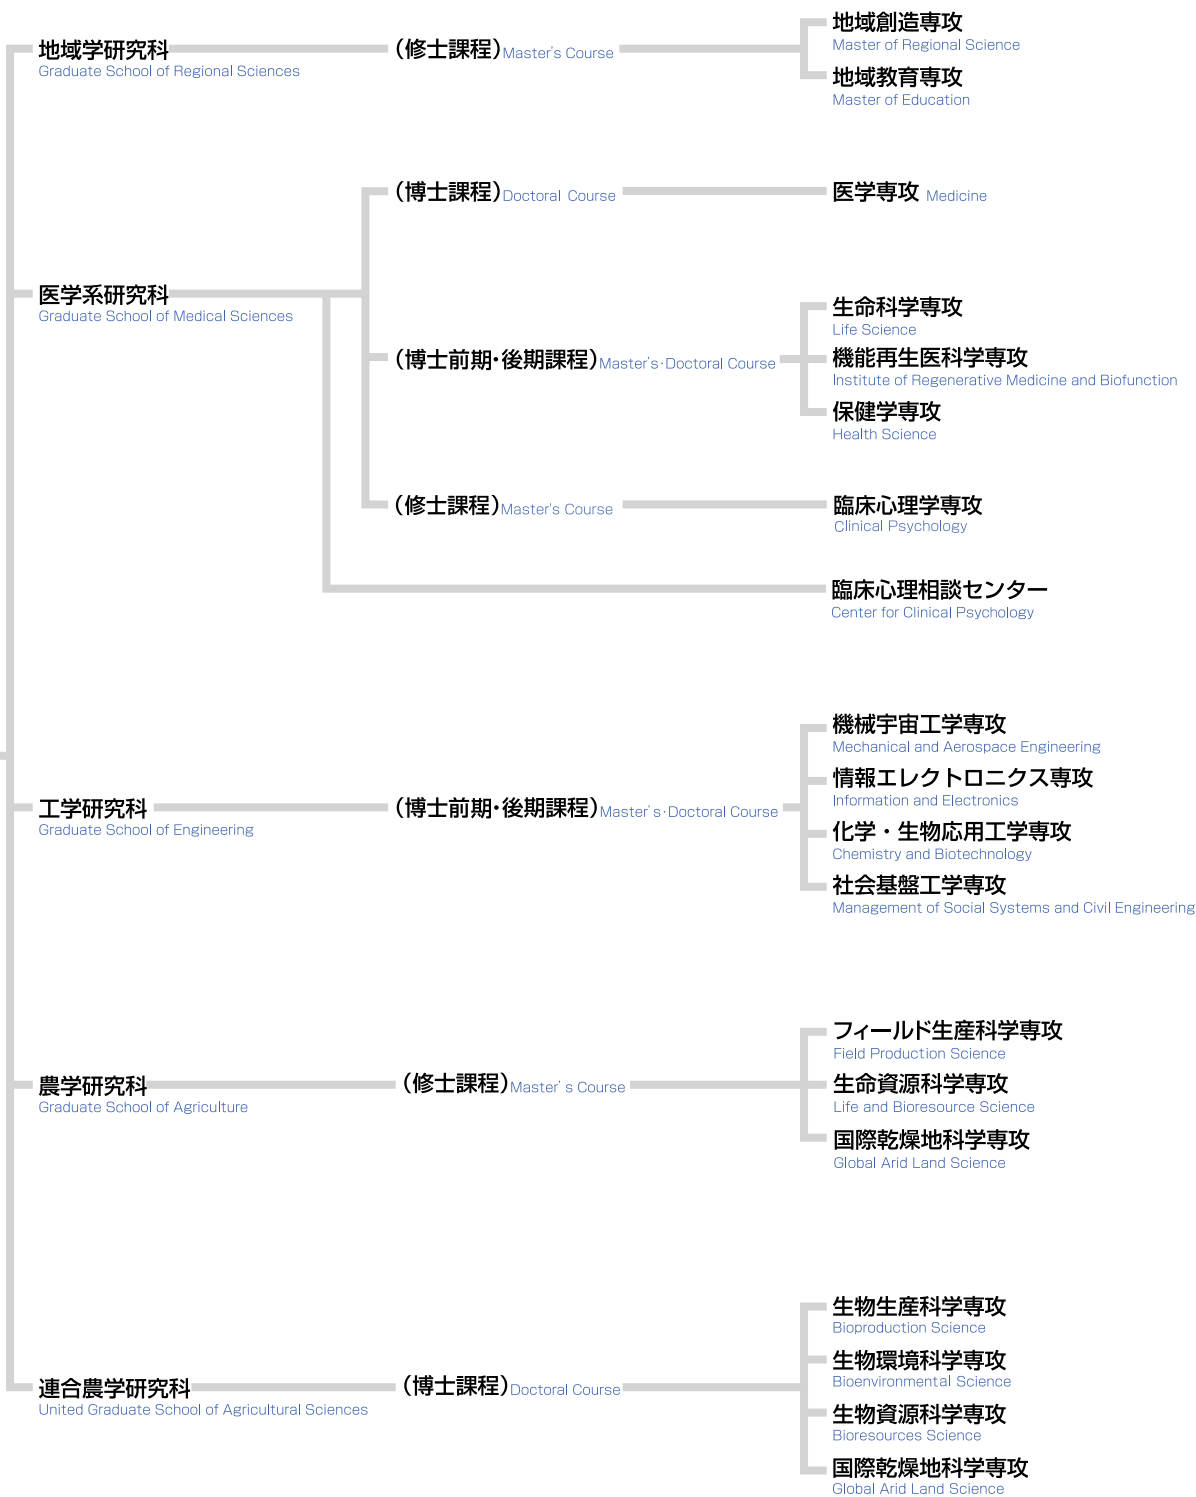 地域学研究科
Graduate School of Regional Sciences
（修士課程）Master's Course
地域創造専攻
Master of Regional Science
地域教育専攻
Master of Education
医学系研究科
Graduate School of Medical Sciences
（博士課程）Doctoral Course
医学専攻 Medicine
（博士前期・後期課程）Master's・Doctoral Course
生命科学専攻
Life Science
機能再生医科学専攻
Institute of Regenerative Medicine and Biofunction
保健学専攻
Health Science
（修士課程）Master's Course
臨床心理学専攻
Clinical Psychology
臨床心理相談センター
Center for Clinical Psychology
工学研究科
Graduate School of Engineering
（博士前期・後期課程）Master's・Doctoral Course
機械宇宙工学専攻
Mechanical and Aerospace Engineering
情報エレクトロニクス専攻
Information and Electronics
化学・生物応用工学専攻
Chemistry and Biotechnology
社会基盤工学専攻
Management of Social Systems and Civil Engineering
農学研究科
Graduate School of Agriculture
（修士課程）Master's Course
フィールド生産科学専攻
Field Production Science
生命資源科学専攻
Life and Bioresource Science
国際乾燥地科学専攻
Global Arid Land Science
連合農学研究科
United Graduate School of Agricultural Sciences
（博士課程）Doctoral Course
生物生産科学専攻
Bioproduction Science
生物環境科学専攻
Bioenvironmental Science
生物資源科学専攻
Bioresources Science
国際乾燥地科学専攻
Global Arid Land Science